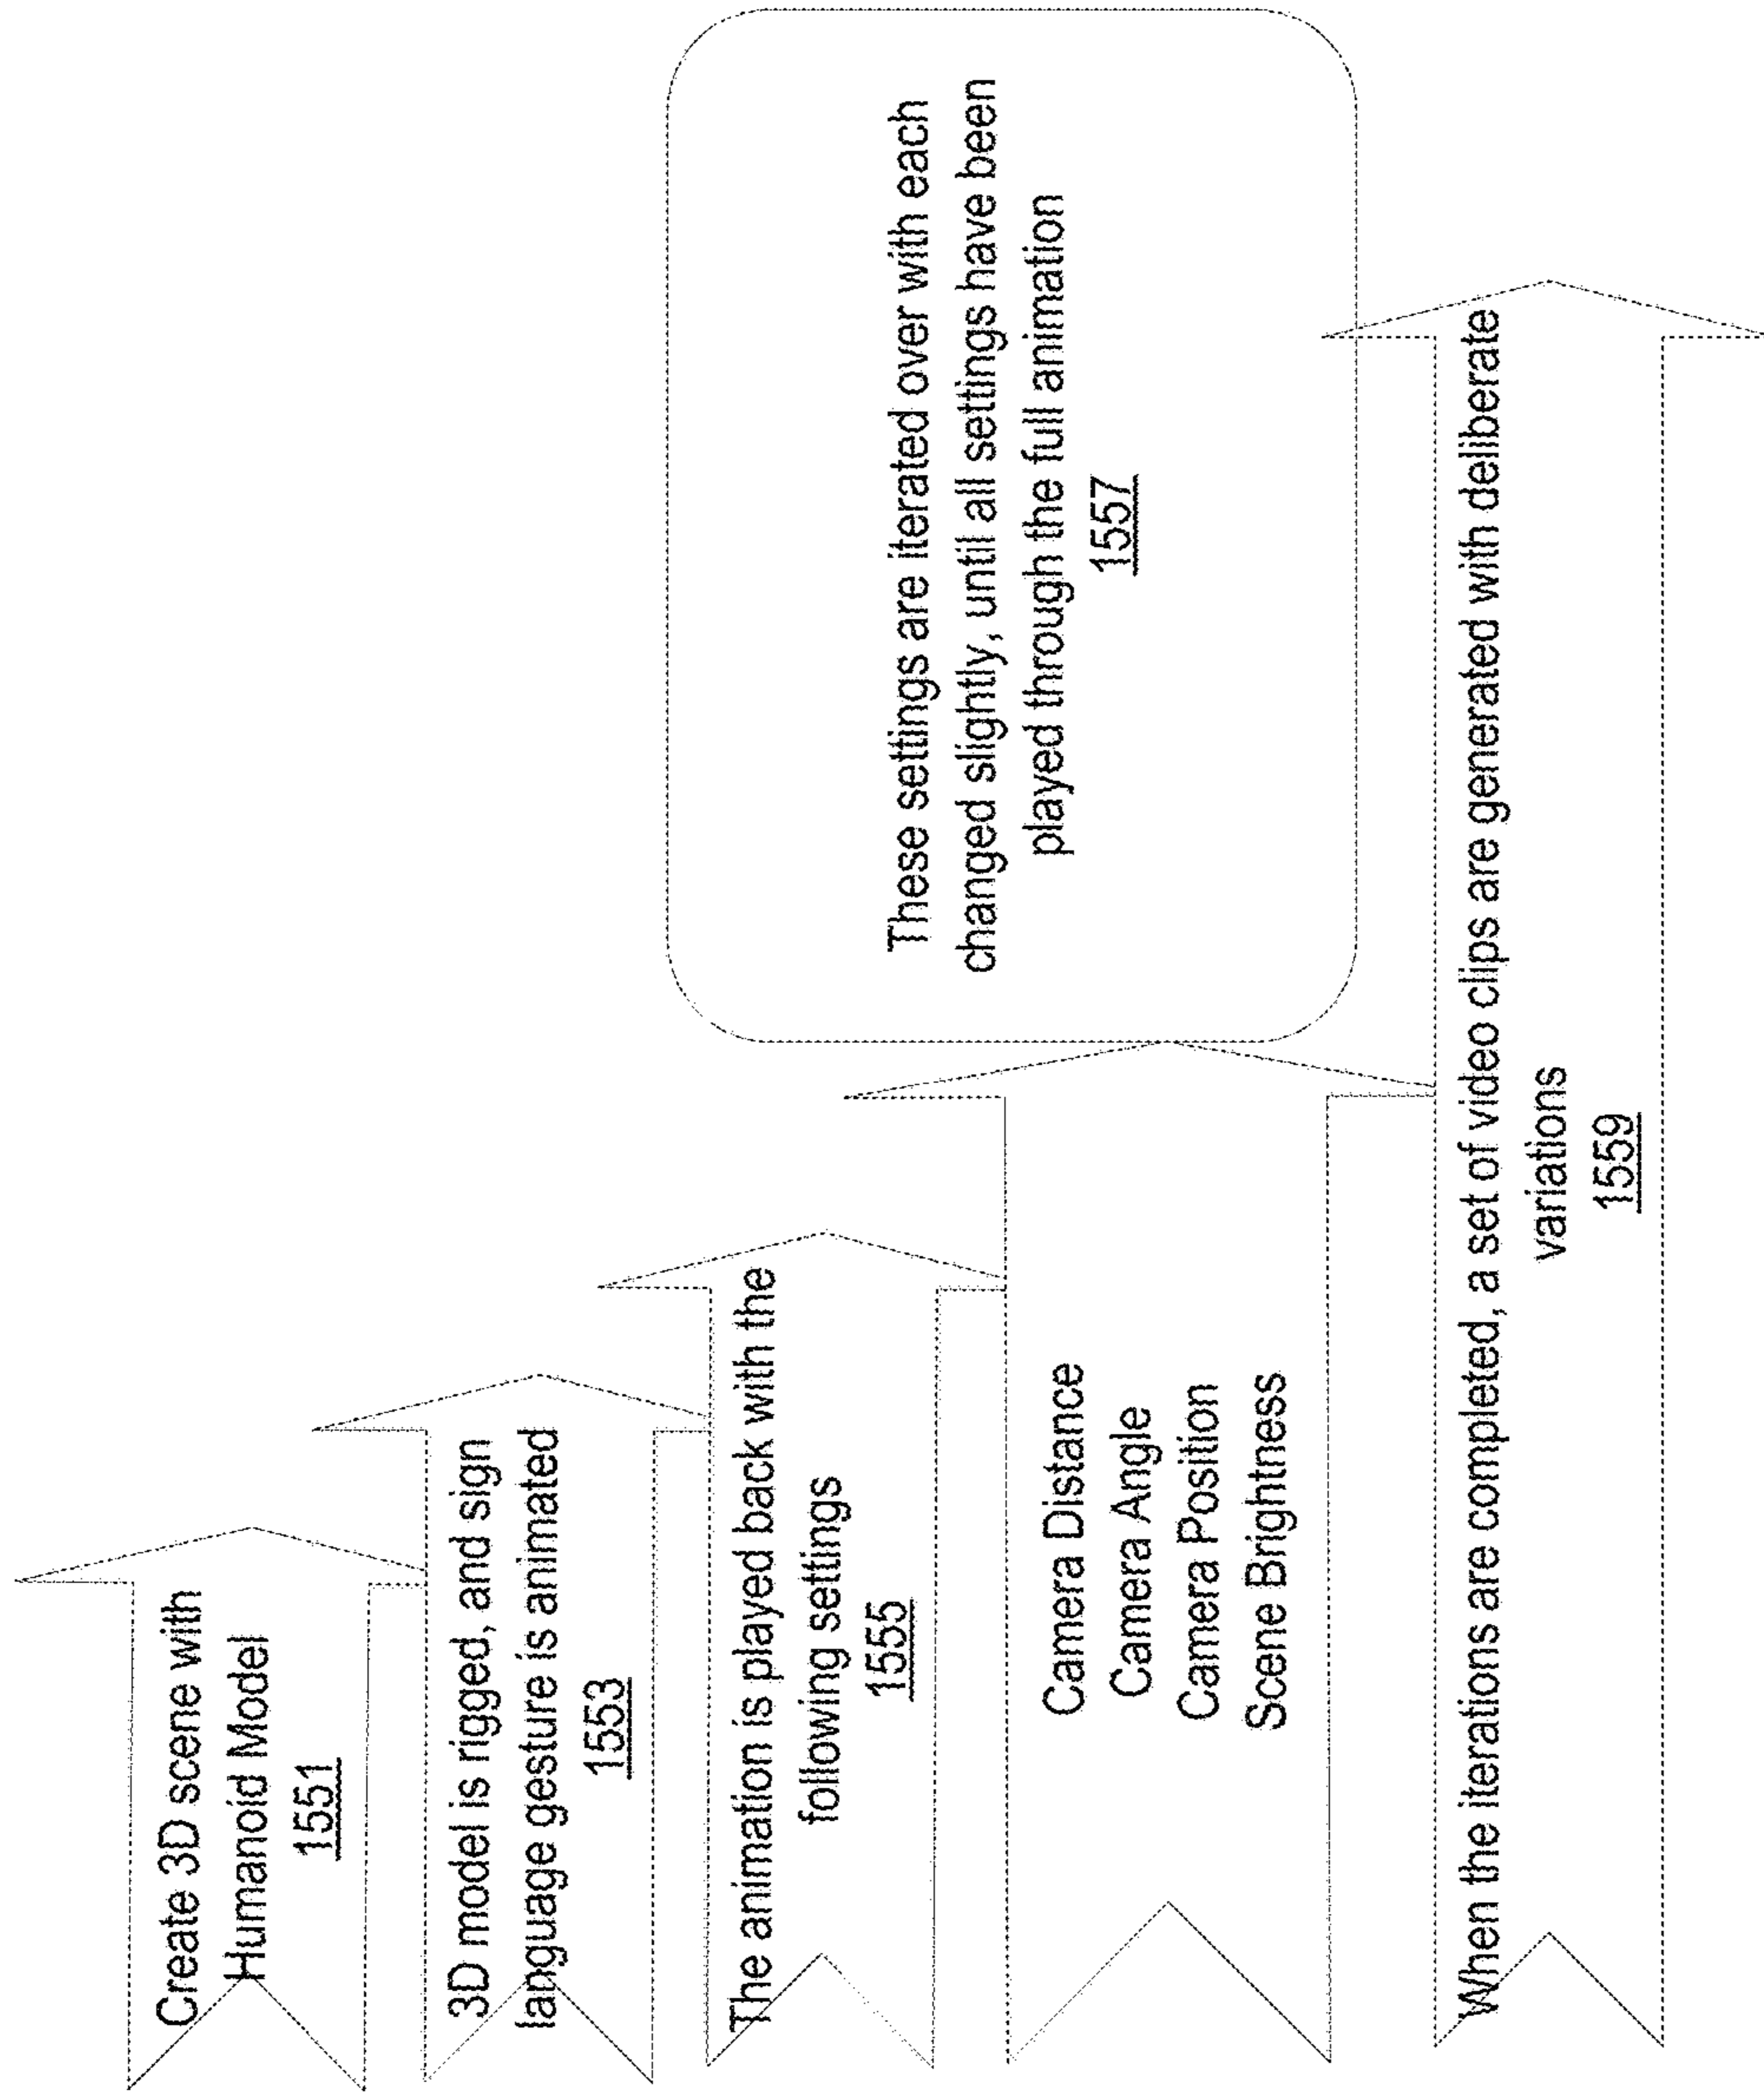 Create 3D scene with
Humanoid Model
1551
3D model is rigged, and sign
language gesture is animated
1553
The animation is played back with the
following settings
1555
Camera Distance
Camera Angle
Camera Position
Scene Brightness
These settings are iterated over with each
changed slightly, until all settings have been
played through the full animation
1557
When the iterations are completed, a set of video clips are generated with deliberate
variations
1559